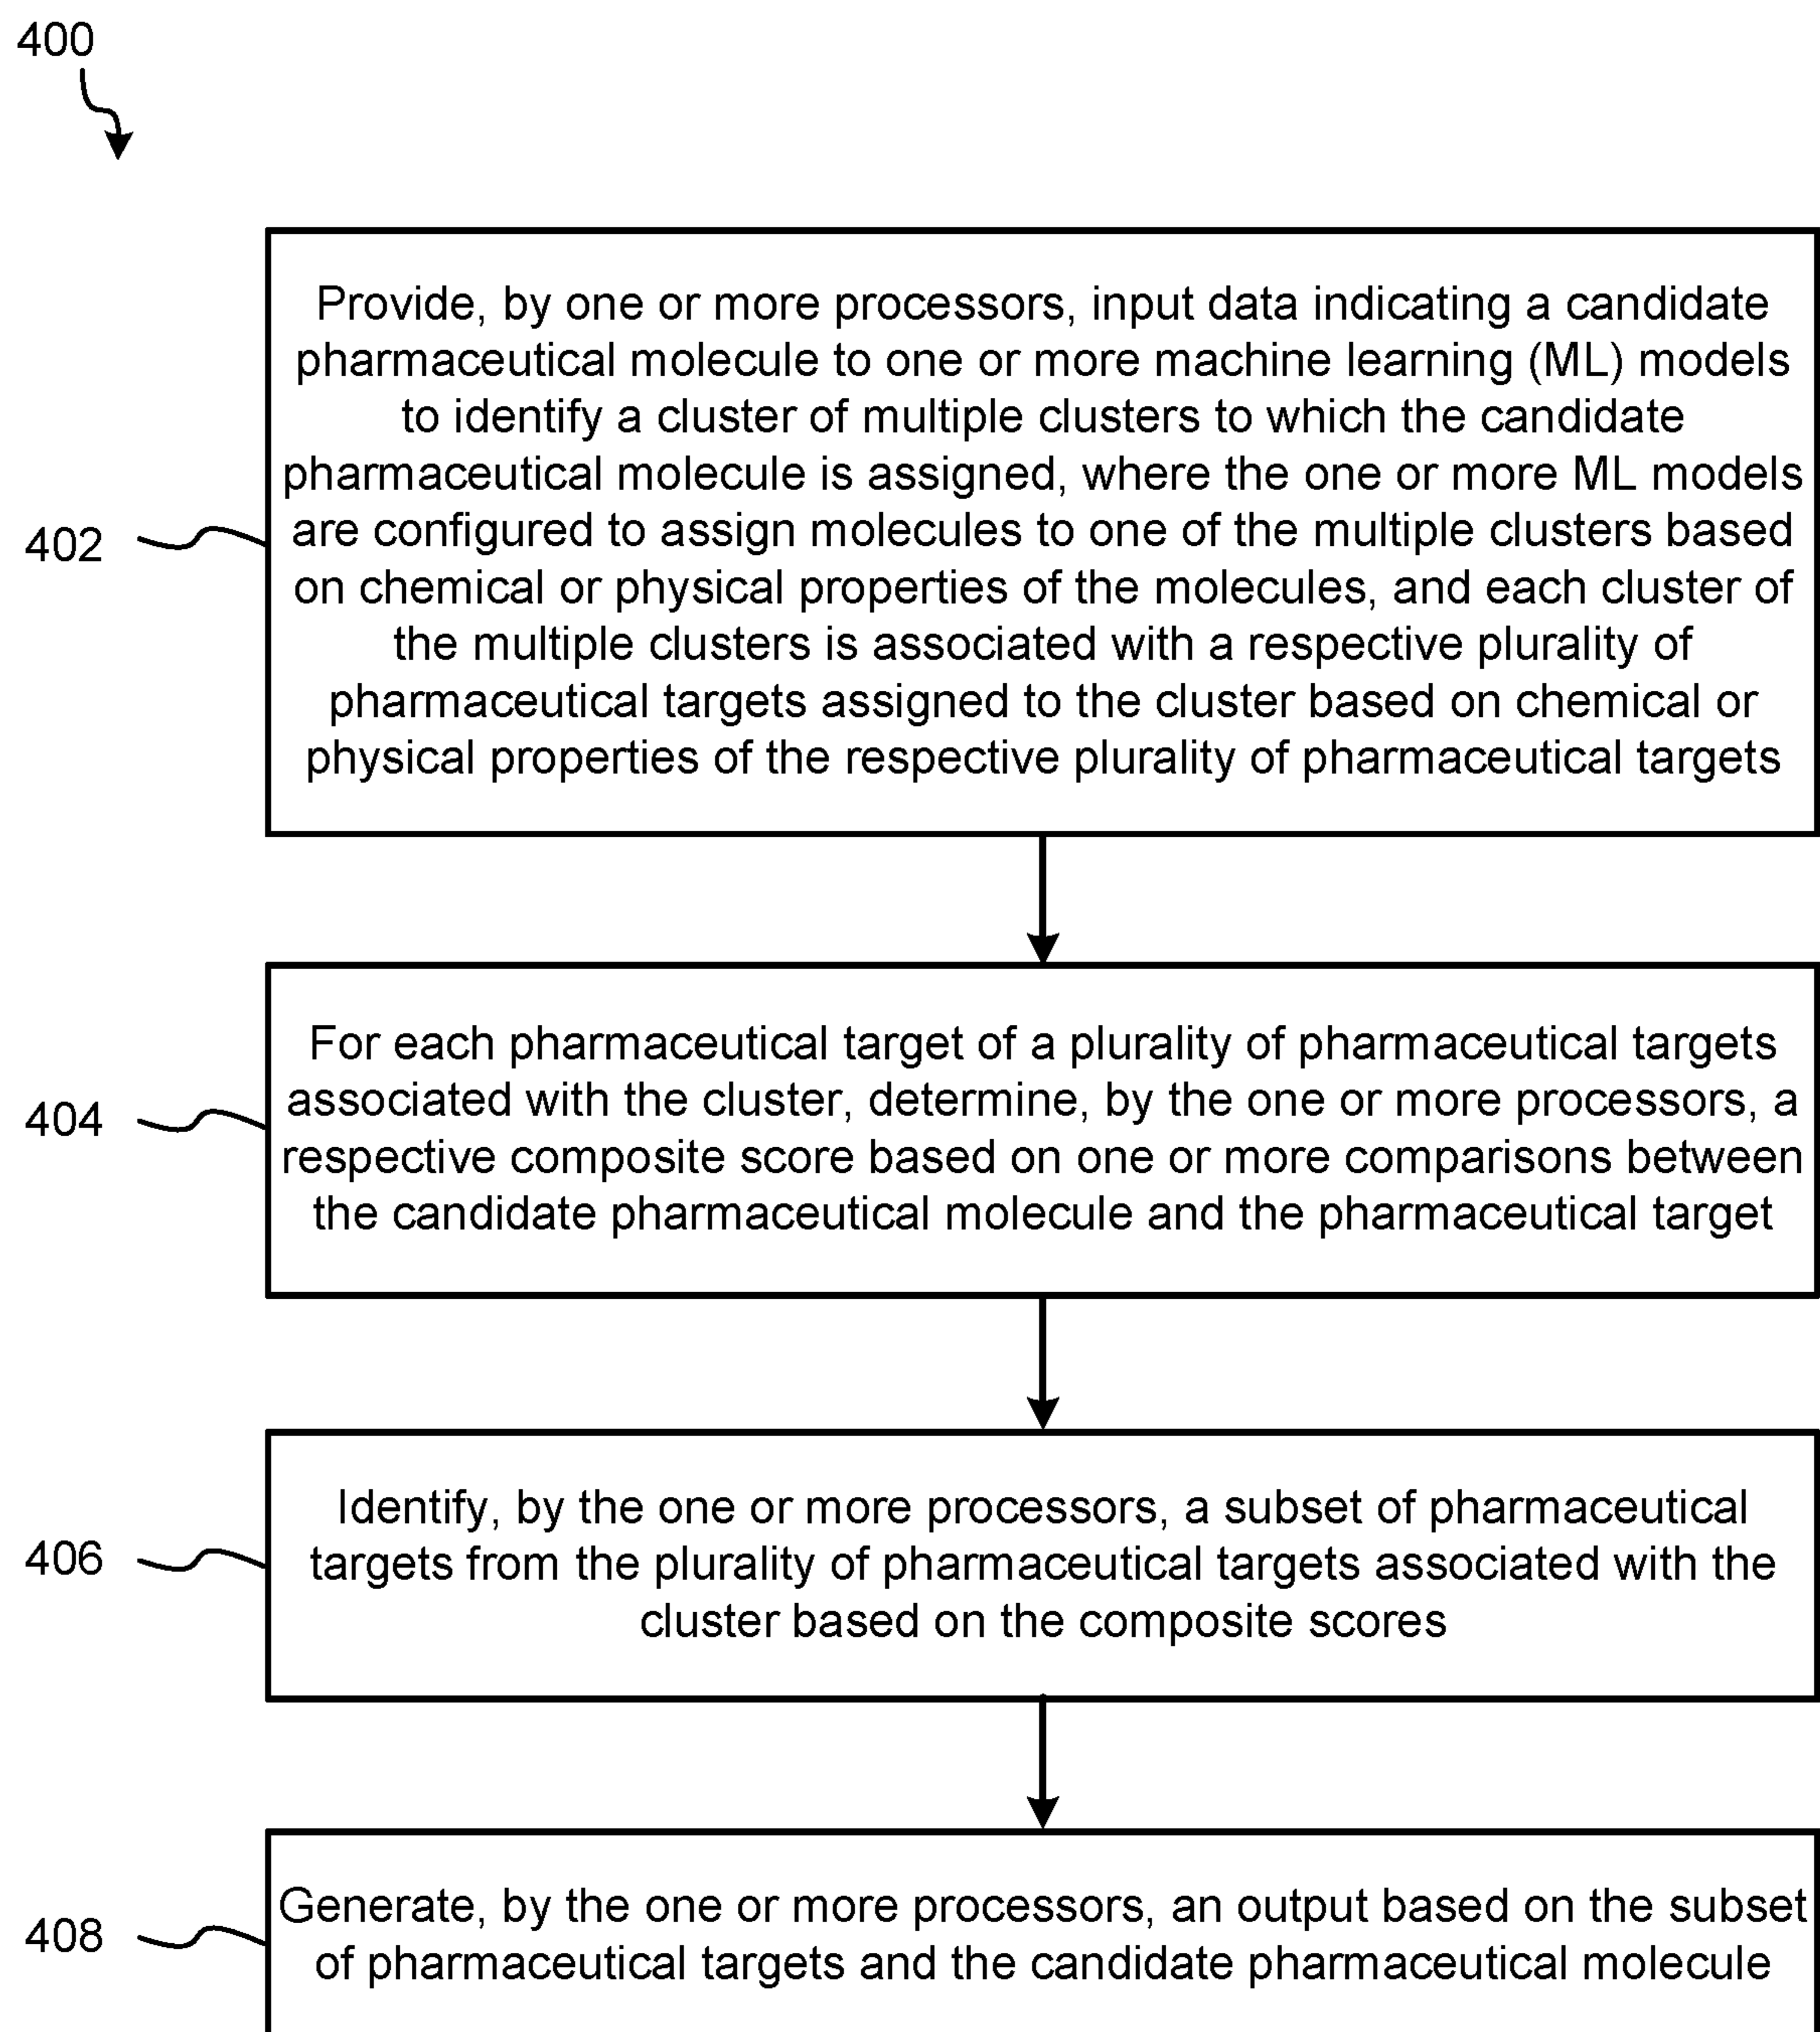 400
Provide, by one or more processors, input data indicating a candidate
pharmaceutical molecule to one or more machine learning (ML) models
to identify a cluster of multiple clusters to which the candidate
pharmaceutical molecule is assigned, where the one or more ML models
are configured to assign molecules to one of the multiple clusters based
on chemical or physical properties of the molecules, and each cluster of
the multiple clusters is associated with a respective plurality of
pharmaceutical targets assigned to the cluster based on chemical or
physical properties of the respective plurality of pharmaceutical targets
402
For each pharmaceutical target of a plurality of pharmaceutical targets
associated with the cluster, determine, by the one or more processors, a
respective composite score based on one or more comparisons between
the candidate pharmaceutical molecule and the pharmaceutical target
404
Identify, by the one or more processors, a subset of pharmaceutical
targets from the plurality of pharmaceutical targets associated with the
cluster based on the composite scores
406
Generate, by the one or more processors, an output based on the subset
of pharmaceutical targets and the candidate pharmaceutical molecule
408